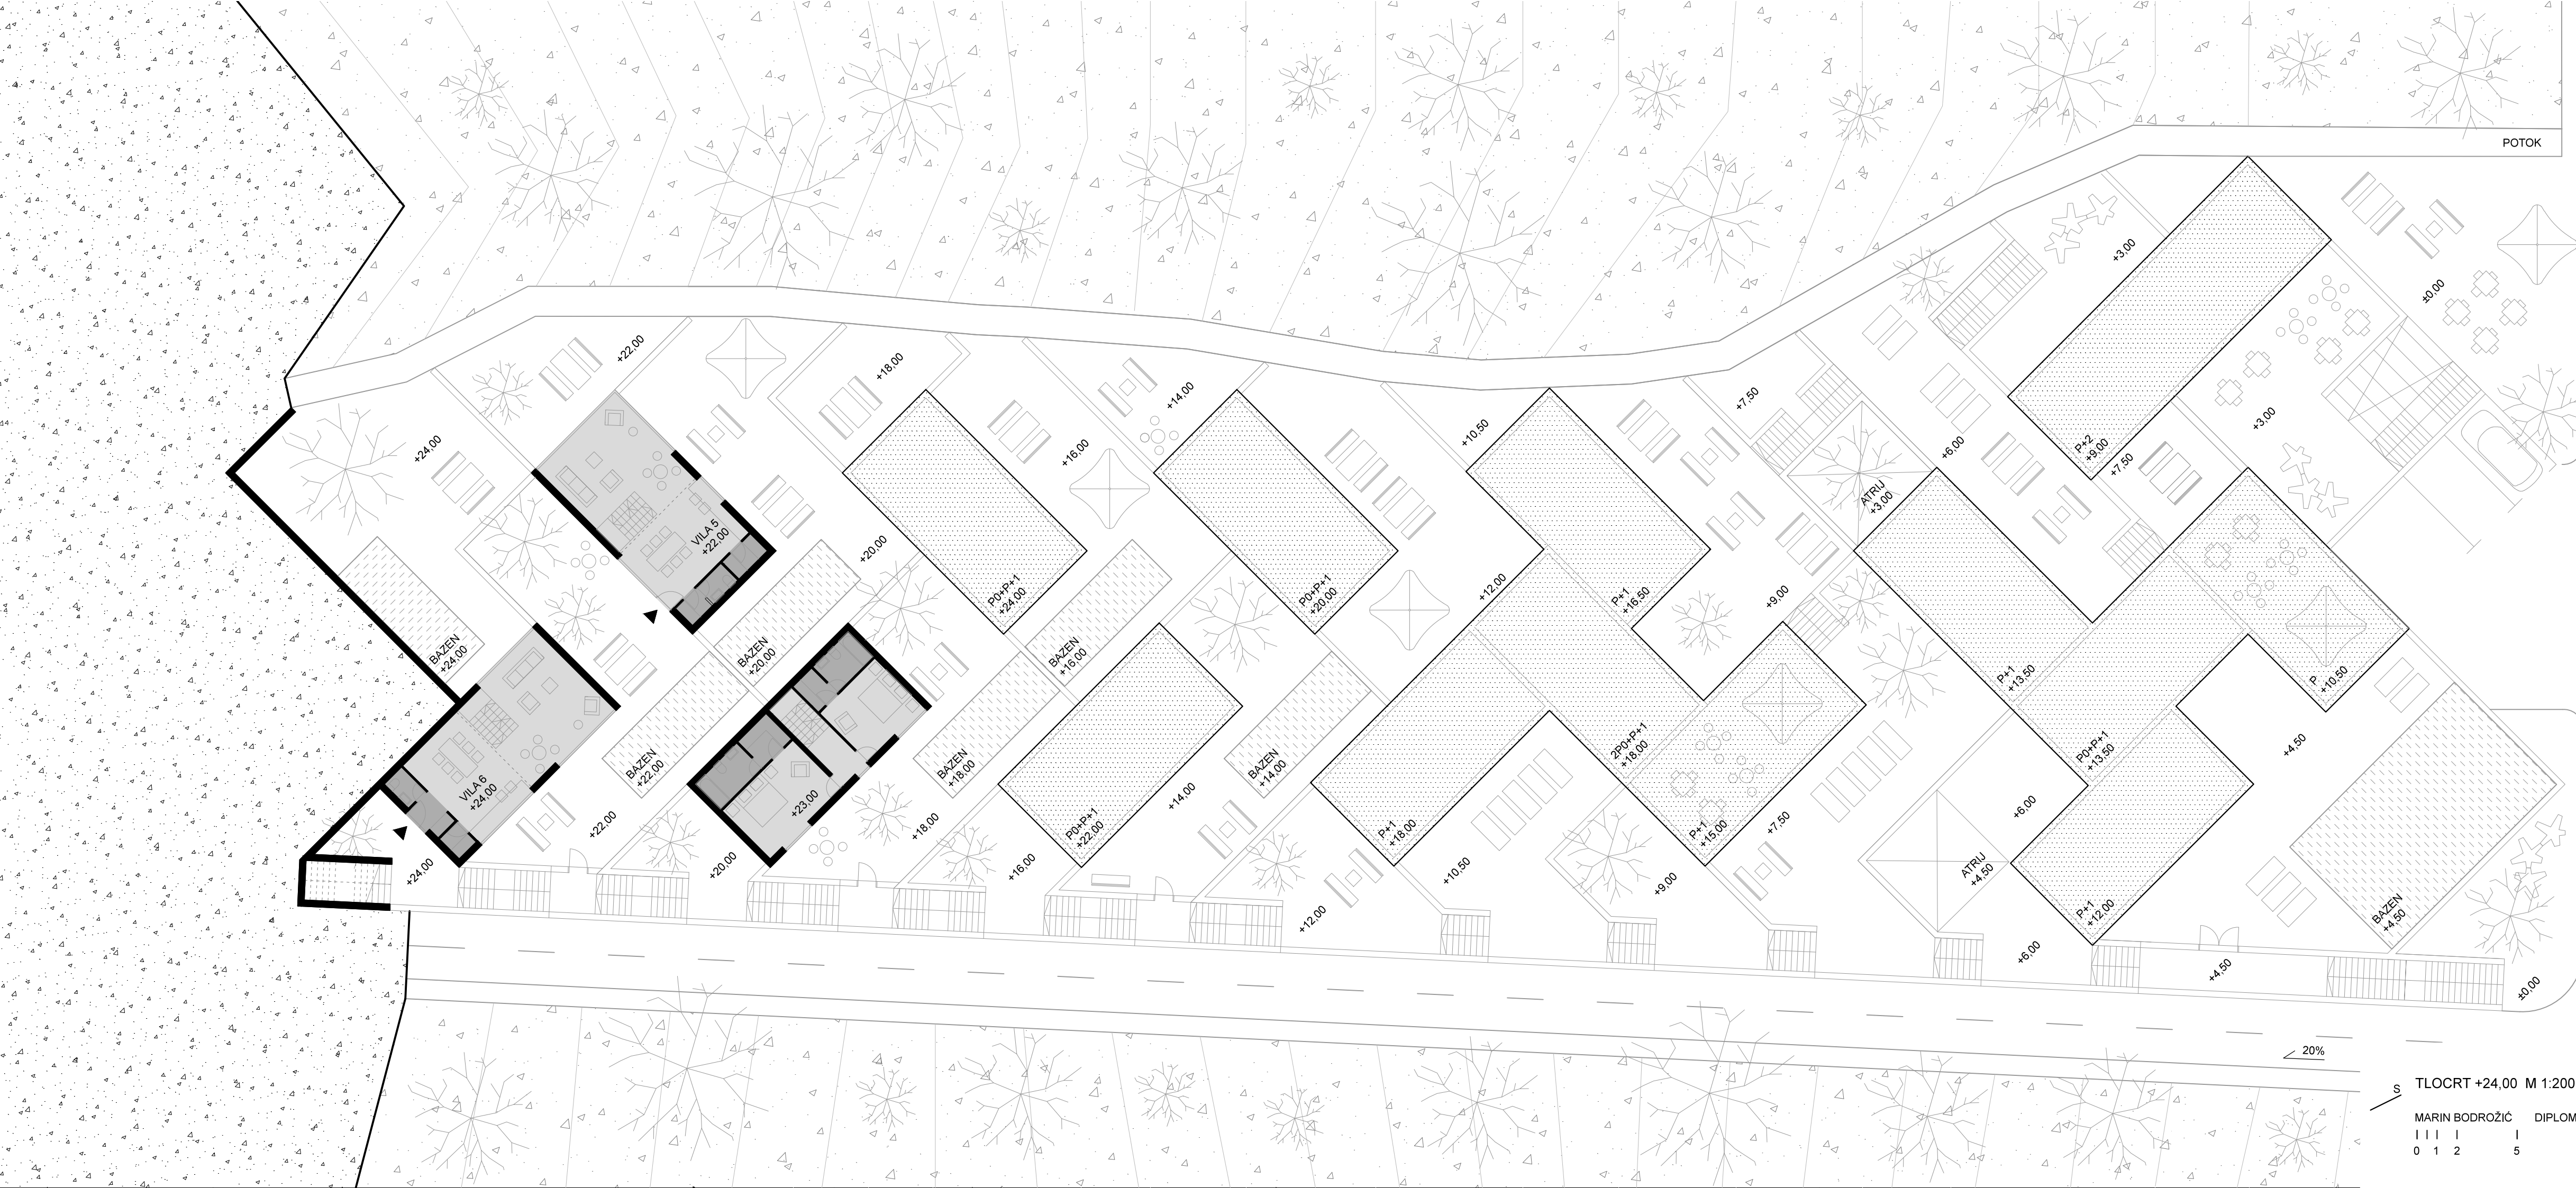 POTOK
+3,00
±0,00
+22,00
+18,00
+14,00
+7,50
+24,00
+16,00
+10,50
+6,00
P+2
+9,00
+7,50
+3,00
ATRIJ
+3,00
VILA 5
+22,00
+20,00
P0+P+1
+24,00
P0+P+1
+20,00
+12,00
P+1
+16,50
+9,00
BAZEN
+24,00
BAZEN
+20,00
BAZEN
+16,00
P+1
+13,50
P
+10,50
BAZEN
+22,00
BAZEN
+18,00
BAZEN
+14,00
2P0+P+1
+18,00
P0+P+1
+13,50
+4,50
VILA 6
+24,00
+23,00
+14,00
+6,00
+22,00
+18,00
P0+P+1
+22,00
P+1
+18,00
P+1
+15,00
+7,50
+24,00
+20,00
+16,00
+10,50
+9,00
ATRIJ
+4,50
+12,00
P+1
+12,00
BAZEN
+4,50
+6,00
+4,50
±0,00
20%
S
TLOCRT +24,00 M 1:200
MARIN BODROŽIĆ DIPLOM
0 1 2 5